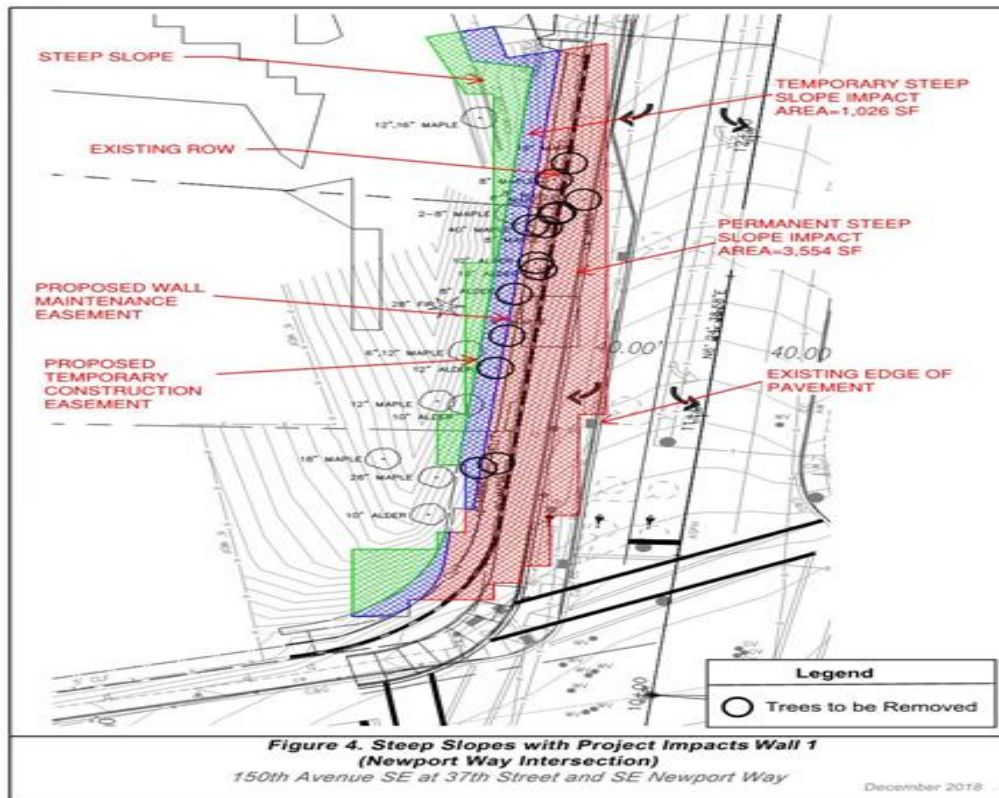 STEEP SLOPE
12",16" MAPLE
EXISTING ROW
2-8" MAPLE
40" MAPLE
10" ALDER
8" ALDER
28" FIR
PROPOSED WALL
MAINTENANCE
EASEMENT
6",12" MAPLE
12" ALDER
PROPOSED
TEMPORARY
CONSTRUCTION
EASEMENT
12" MAPLE
10" ALDER
18" MAPLE
28" MAPLE
10" ALDER
TEMPORARY STEEP
SLOPE IMPACT
AREA=1,026 SF
PERMANENT STEEP
SLOPE IMPACT
AREA=3,554 SF
40.00
EXISTING EDGE OF
PAVEMENT
10+00
Legend
Trees to be Removed
Figure 4. Steep Slopes with Project Impacts Wall 1
(Newport Way Intersection)
150th Avenue SE at 37th Street and SE Newport Way
December 2018